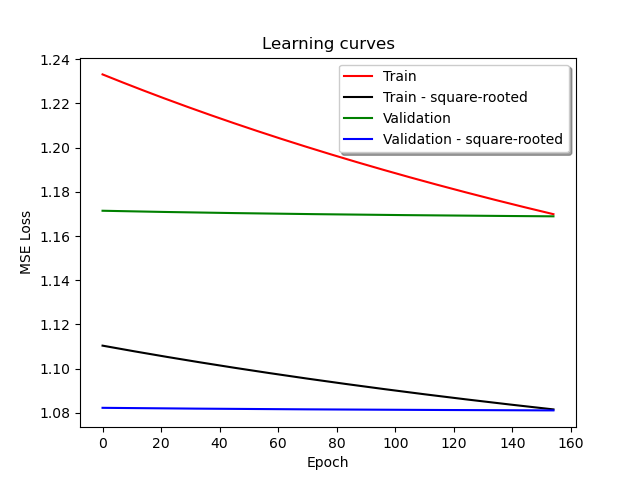 Learning curves
1.24
1.22
1.20
1.18
1.16
1.14
1.12
1.10
1.08
MSE Loss
Train
Train - square-rooted
Validation
Validation - square-rooted
0 20 40 60 80 100 120 140 160
Epoch